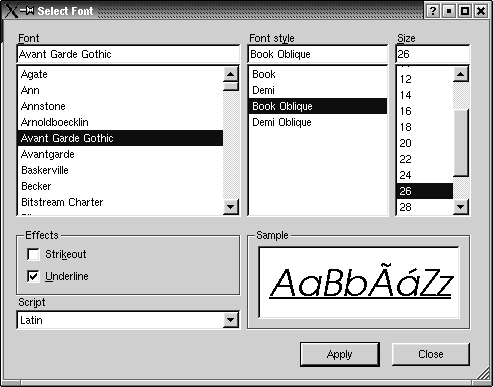 Select Font
Font
Font style
Size
Avant Garde Gothic
Book Oblique
26
Agate
Ann
Annstone
Arnoldboecklin
Avant Garde Gothic
Avantgarde
Baskerville
Becker
Bitstream Charter
Book
Demi
Book Oblique
Demi Oblique
12
14
16
18
20
22
24
26
28
Effects
Strikeout
Underline
Script
Latin
Sample
AaBbÃáZz
Apply
Close